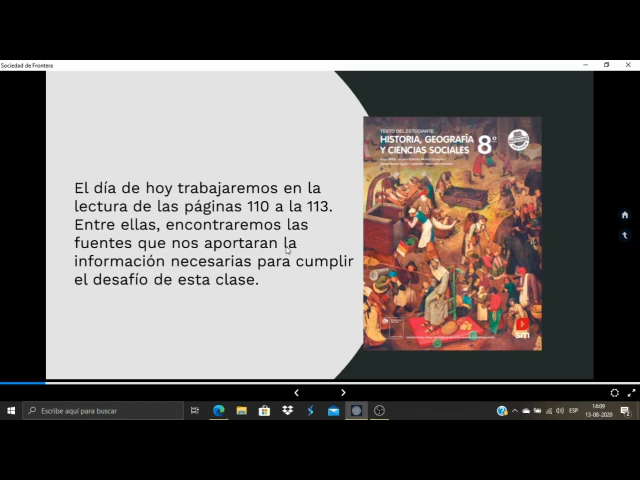 Sociedad de Frontera
El día de hoy trabajaremos en la
lectura de las páginas 110 a la 113.
Entre ellas, encontraremos las
fuentes que nos aportaran la
información necesarias para cumplir
el desafío de esta clase.
TEXTO DEL ESTUDIANTE
HISTORIA, GEOGRAFÍA
Y CIENCIAS SOCIALES
8°
sm
Escribe aquí para buscar
ESP
14:09
13-08-2020